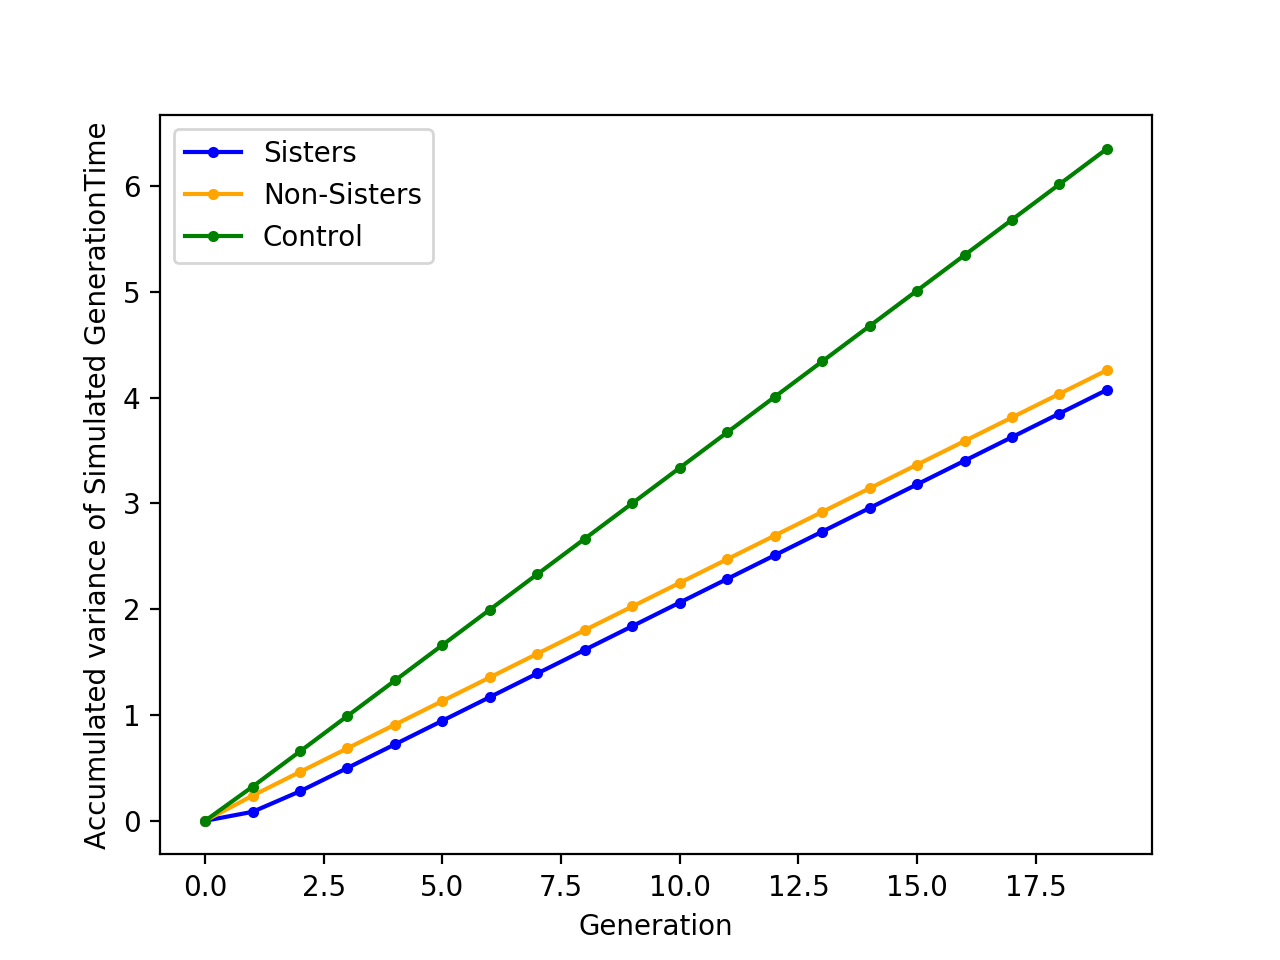 Sisters
Non-Sisters
Control
Accumulated variance of Simulated GenerationTime
6
5
4
3
2
1
0
0.0 2.5 5.0 7.5 10.0 12.5 15.0 17.5
Generation